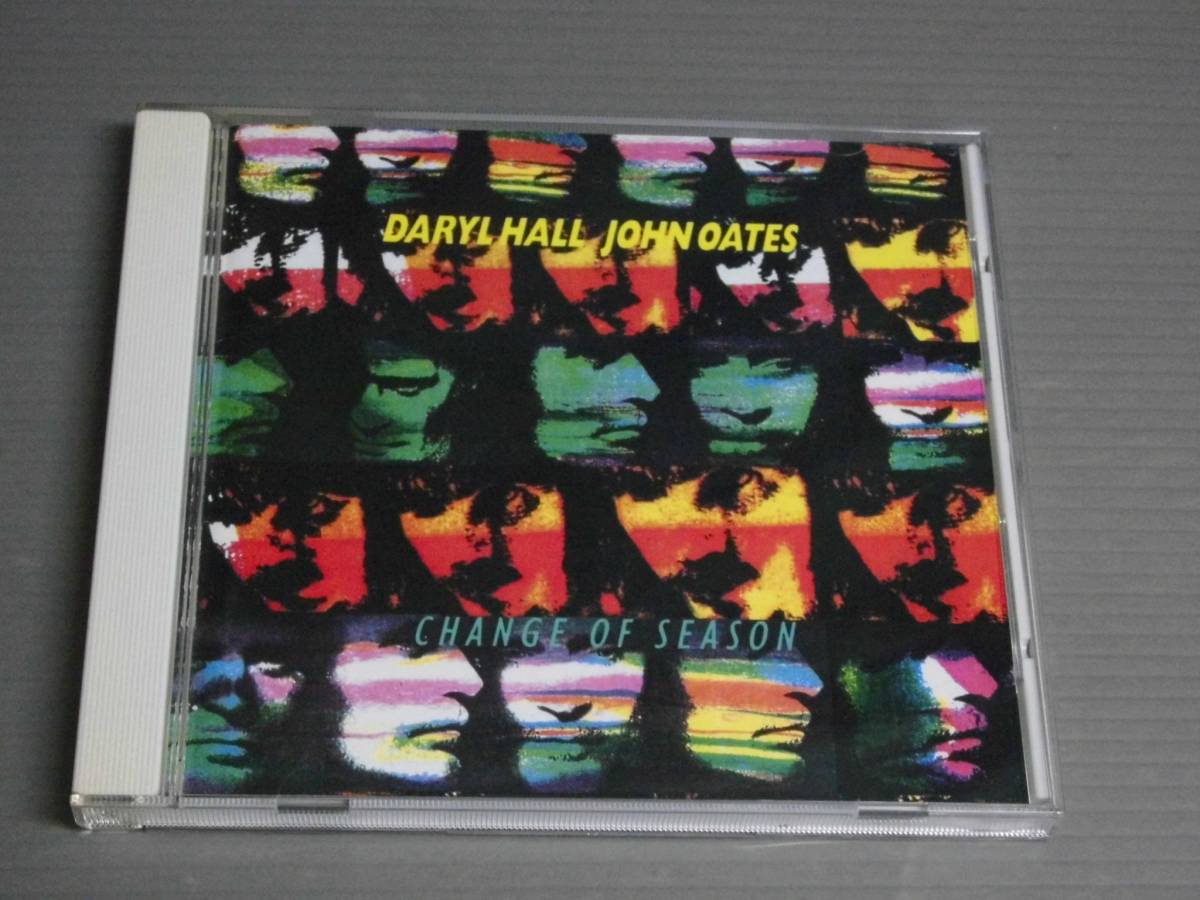 DARYL HALL JOHN OATES
CHANGE OF SEASON